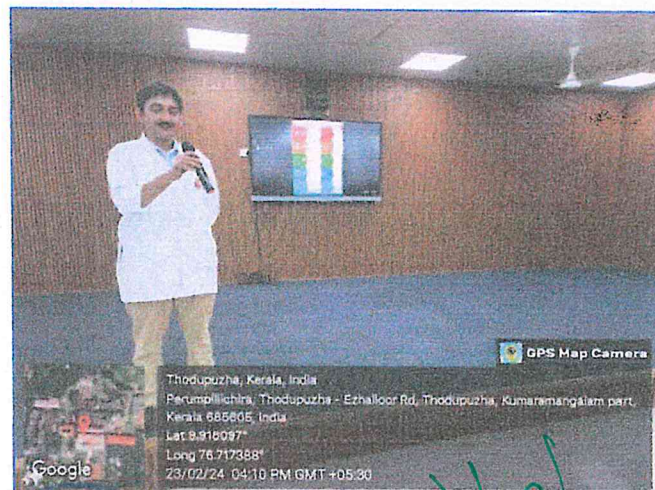 GPS Map Camera
Thodupuzha, Kerala, India
Perumpillichira, Thodupuzha - Ezhalloor Rd, Thodupuzha, Kumaramangalam part,
Kerala 685605, India
Lat 9.918097°
Long 76.717388°
23/02/24 04:10 PM GMT +05:30
Google